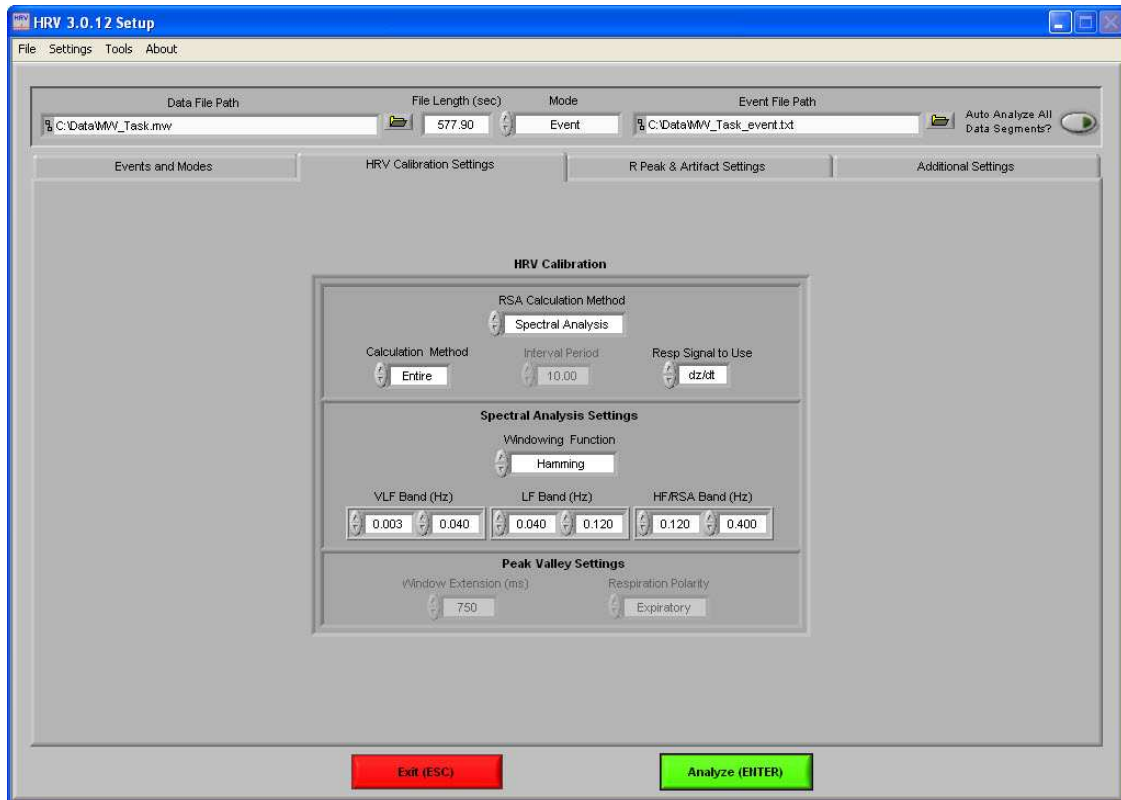 HRV
HRV 3.0.12 Setup
File Settings Tools About
Data File Path File Length (sec) Mode Event File Path
C:\Data\MW_Task.mw 577.90 Event C:\Data\MW_Task_event.txt Auto Analyze All
Data Segments?
Events and Modes HRV Calibration Settings R Peak & Artifact Settings Additional Settings
HRV Calibration
RSA Calculation Method
Spectral Analysis
Calculation Method Interval Period Resp Signal to Use
Entire 10.00 dz/dt
Spectral Analysis Settings
Windowing Function
Hamming
VLF Band (Hz) LF Band (Hz) HF/RSA Band (Hz)
0.003 0.040 0.040 0.120 0.120 0.400
Peak Valley Settings
Window Extension (ms) Respiration Polarity
750 Expiratory
Exit (ESC) Analyze (ENTER)